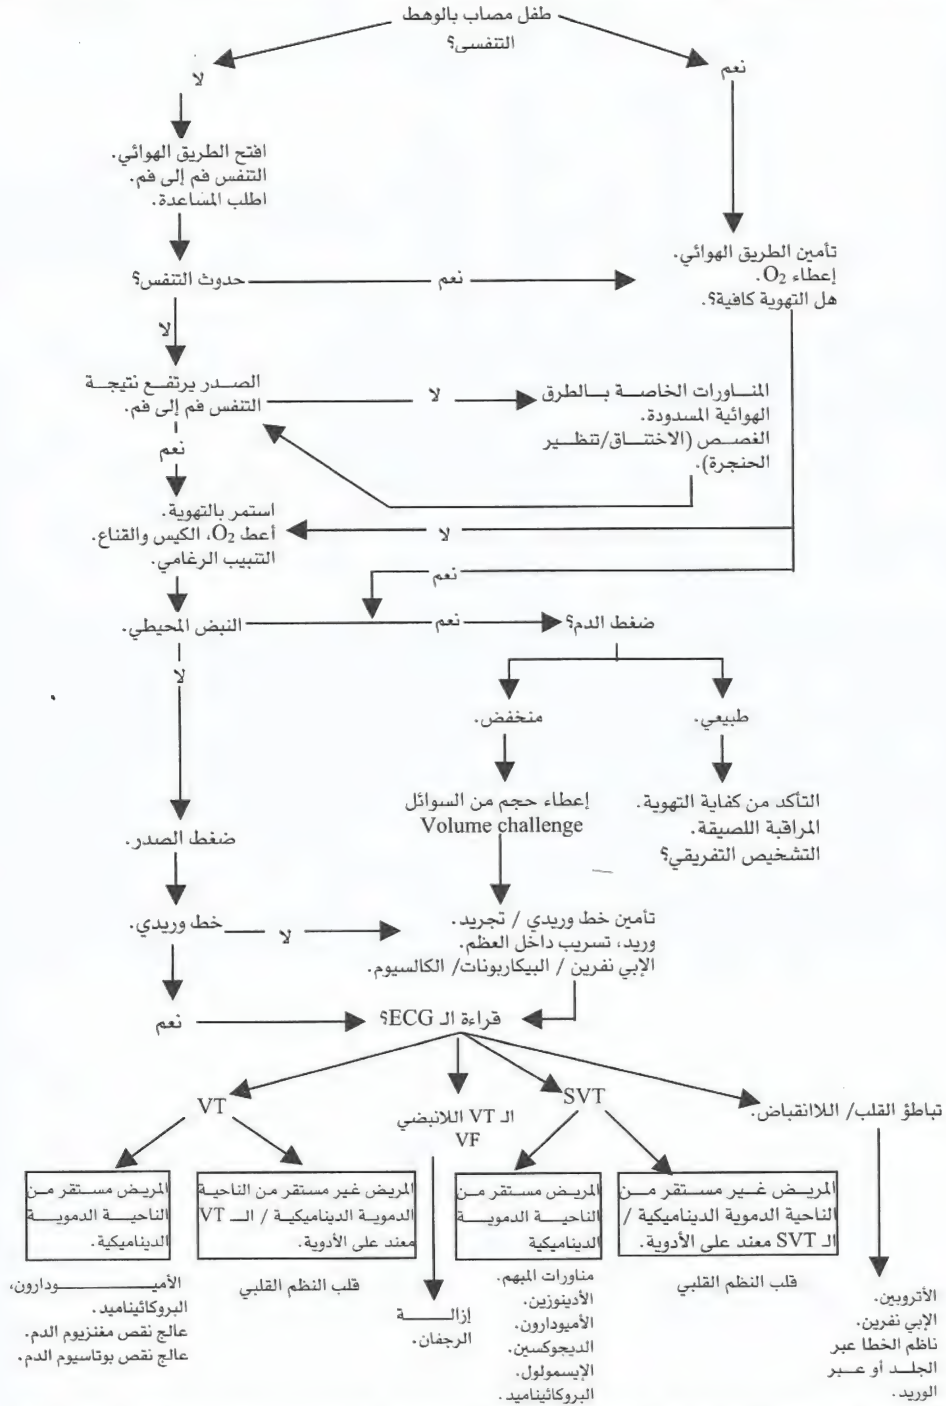 طفل مصاب بالوهط
التنفسي؟
لا
نعم
افتح الطريق الهوائي.
التنفس فم إلى فم.
اطلب المساعدة.
تأمين الطريق الهوائي.
إعطاء O2.
هل التهوية كافية؟.
حدوث التنفس؟
نعم
لا
الصدر يرتفع نتيجة
التنفس فم إلى فم.
لا
المناورات الخاصة بالطرق
الهوائية المسدودة.
الغصص (الاختناق/تنظير
الحنجرة).
نعم
استمر بالتهوية.
أعط O2، الكيس والقناع.
التنبيب الرغامي.
لا
نعم
النبض المحيطي.
نعم
ضغط الدم؟
لا
منخفض.
طبيعي.
إعطاء حجم من السوائل
Volume challenge
التأكد من كفاية التهوية.
المراقبة اللصيقة.
التشخيص التفريقي؟
ضغط الصدر.
خط وريدي.
لا
تأمين خط وريدي / تجريد.
وريد، تسريب داخل العظم.
الإبي نفرين / البيكاربونات/ الكالسيوم.
نعم
قراءة الـ ECG؟
VT
الـ VT اللانبضي
VF
SVT
تباطؤ القلب/ اللاانقباض.
المريض مستقر من
الناحية الدموية
الديناميكية.
المريض غير مستقر من الناحية
الدموية الديناميكية / الـ VT
معند على الأدوية.
المريض مستقر من
الناحية الدموية
الديناميكية
المريض غير مستقر من
الناحية الدموية الديناميكية /
الـ SVT معند على الأدوية.
الأميودارون،
البروكائيناميد.
عالج نقص مغنزيوم الدم.
عالج نقص بوتاسيوم الدم.
قلب النظم القلبي
إزالة
الرجفان.
مناورات المبهم.
الأدينوزين.
الأميودارون.
الديجوكسين.
الإيسمولول.
البروكائيناميد.
قلب النظم القلبي
الأتروبين.
الإبي نفرين.
ناظم الخطا عبر
الجلد أو عبر
الوريد.